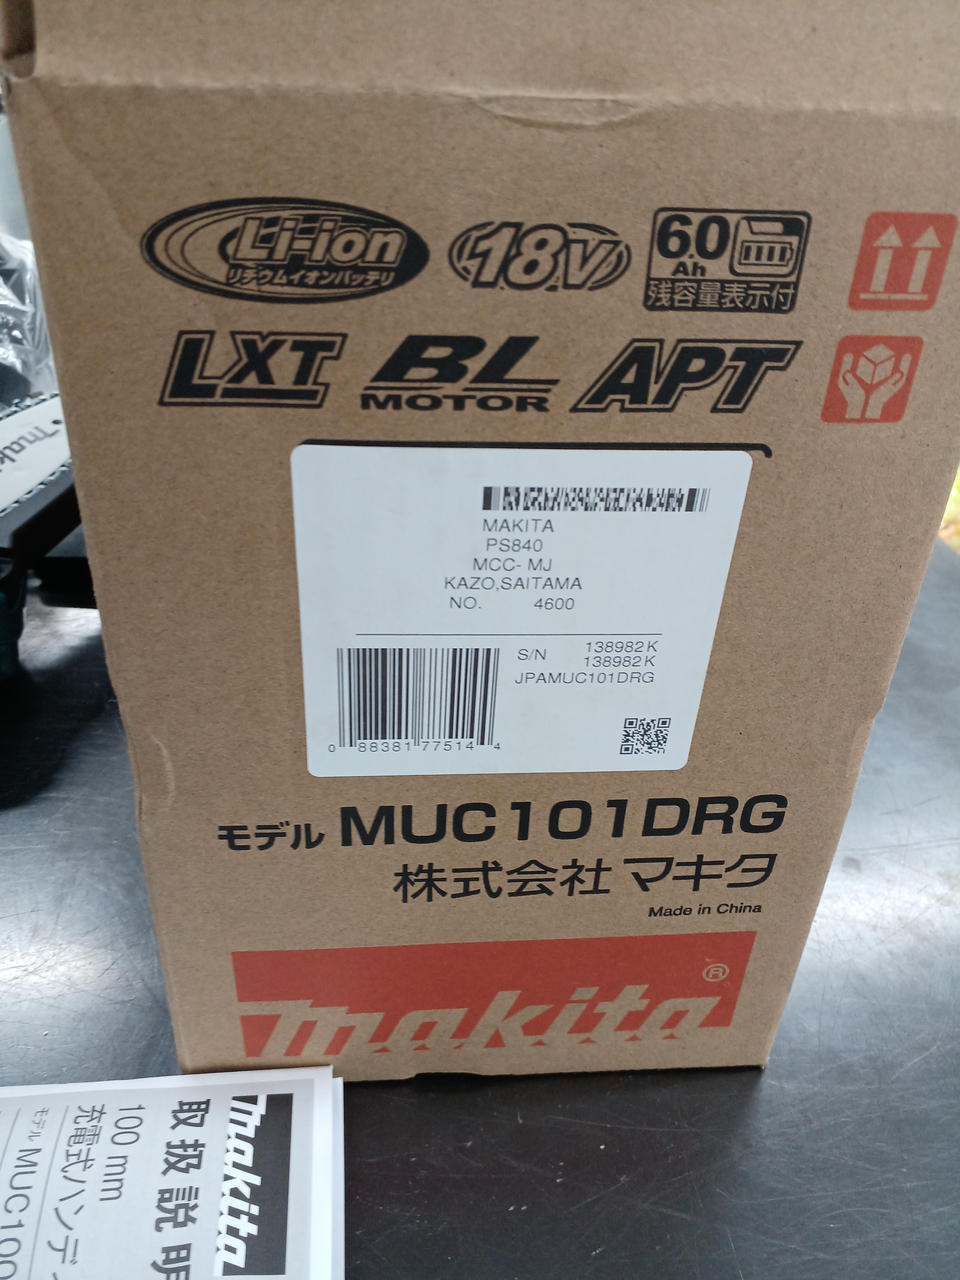 Li-ion
リチウムイオンバッテリ
18V
6.0
Ah
残容量表示付
LXT
BL
MOTOR
APT
MAKITA
PS840
MCC- MJ
KAZO,SAITAMA
NO. 4600
S/N 138982K
138982K
JPAMUC101DRG
0 88381 77514 4
モデル MUC101DRG
株式会社 マキタ
Made in China
makita®
makita
取扱説明
100 mm
充電式ハンディ
モデル MUC100